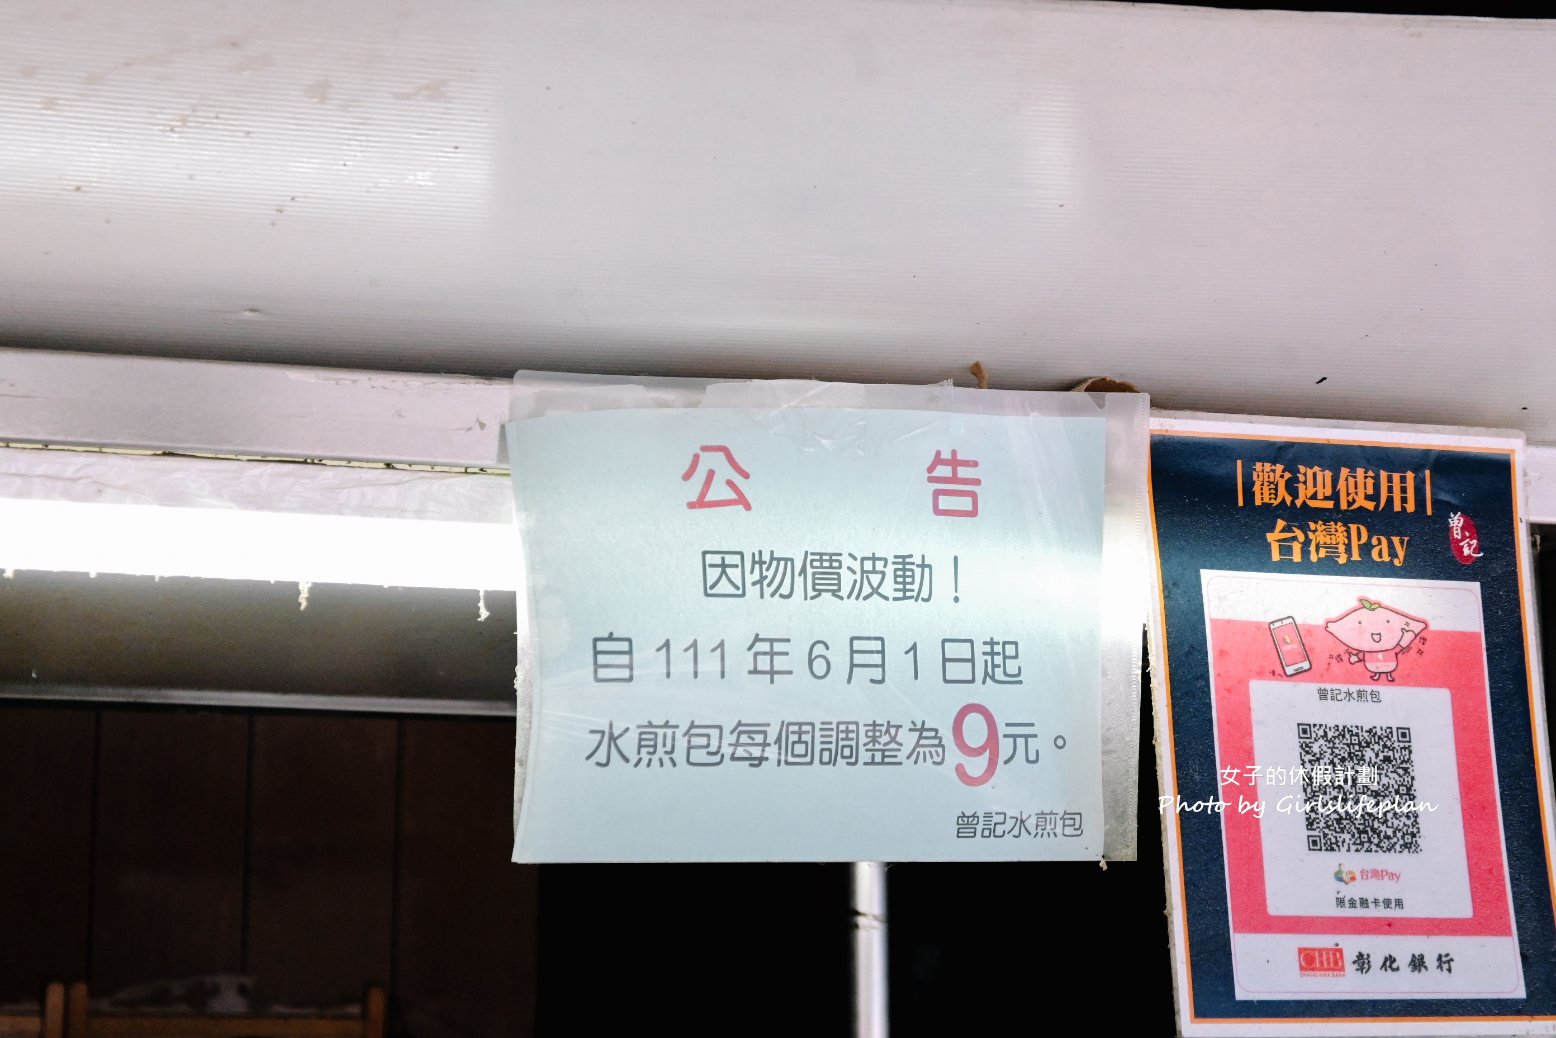 公 告
因物價波動！
自 111 年 6 月 1 日起
水煎包每個調整為9元。
曾記水煎包
|歡迎使用|
台灣Pay
曾記
曾記水煎包
女子的休假計劃
Photo by Girlslifeplan
台灣Pay
限金融卡使用
CHB 彰化銀行
CHANG HWA BANK